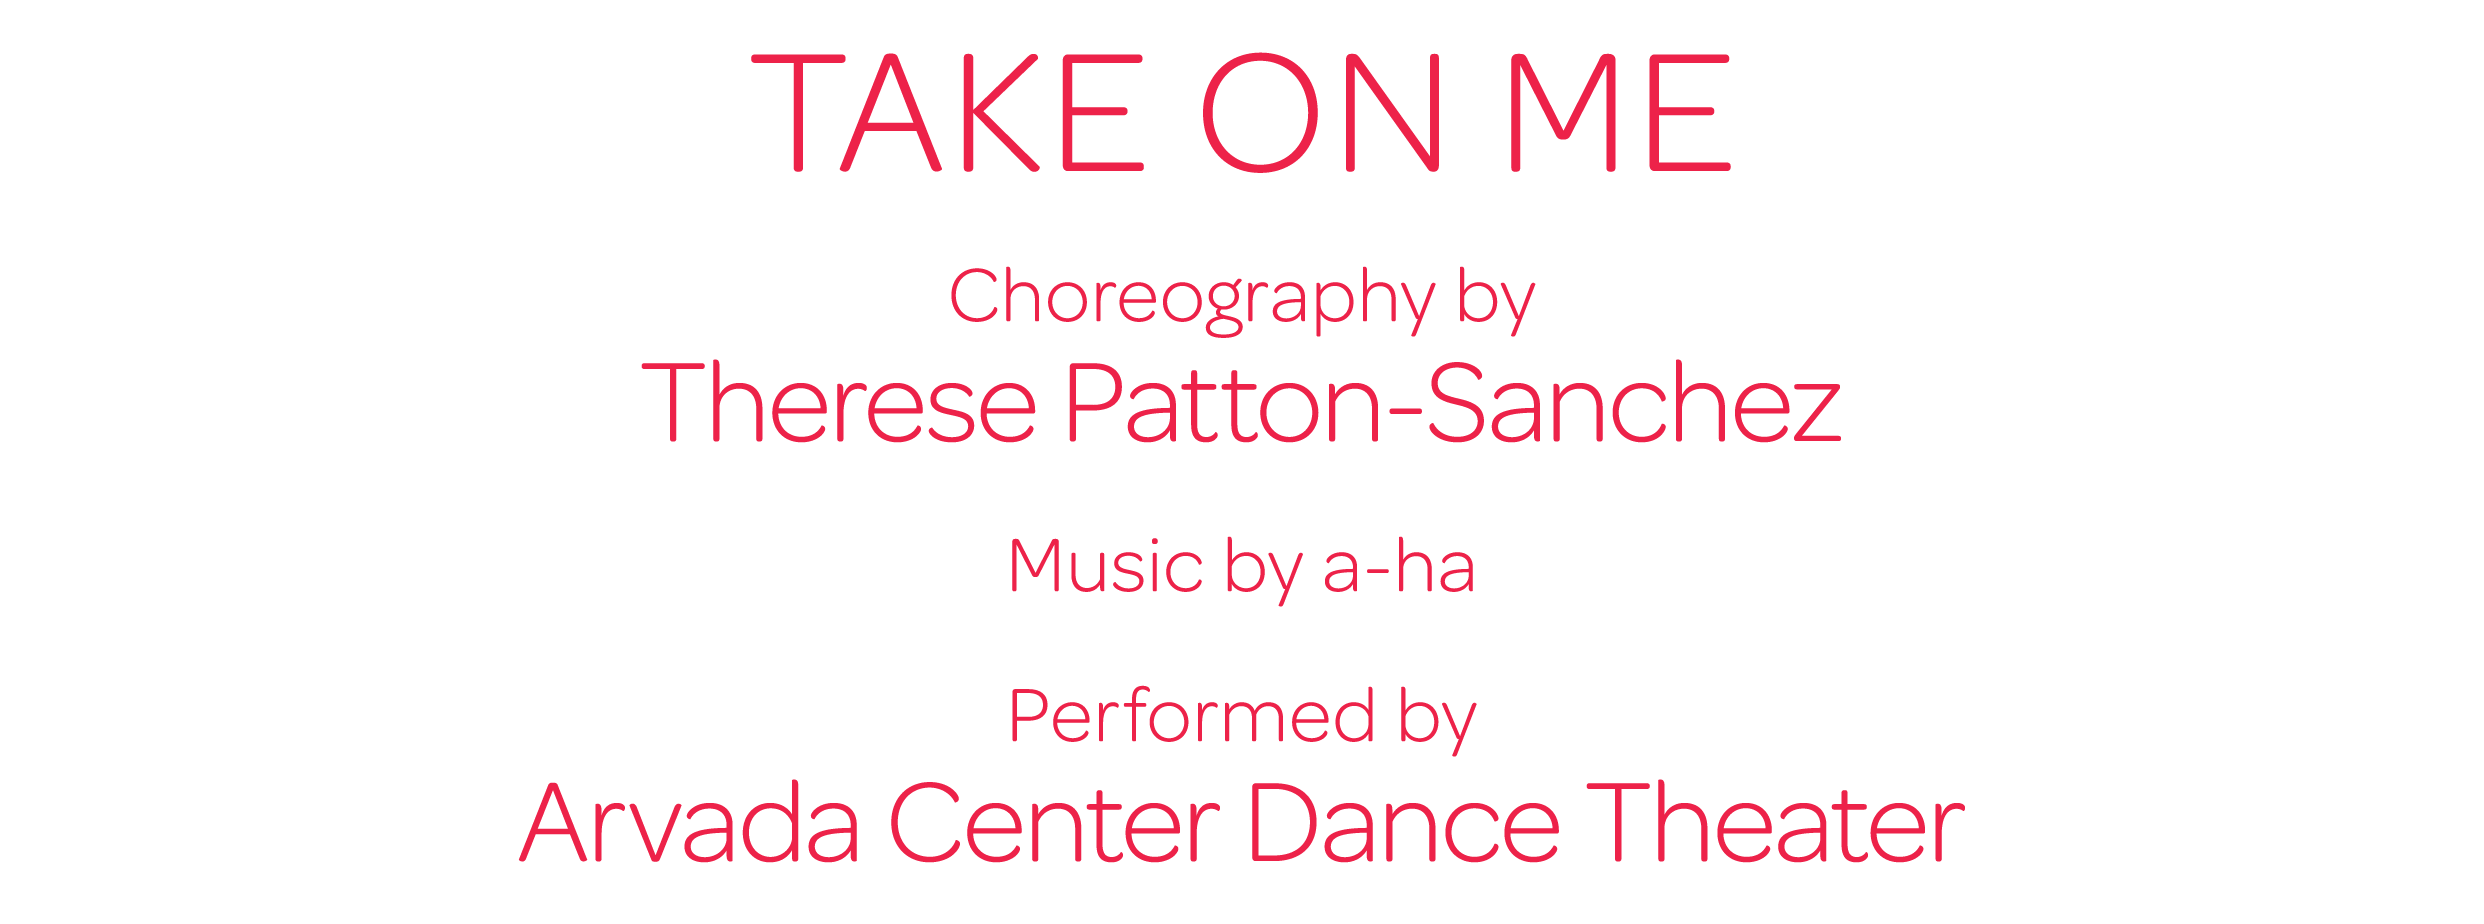 TAKE ON ME
Choreography by
Therese Patton-Sanchez
Music by a-ha
Performed by
Arvada Center Dance Theater